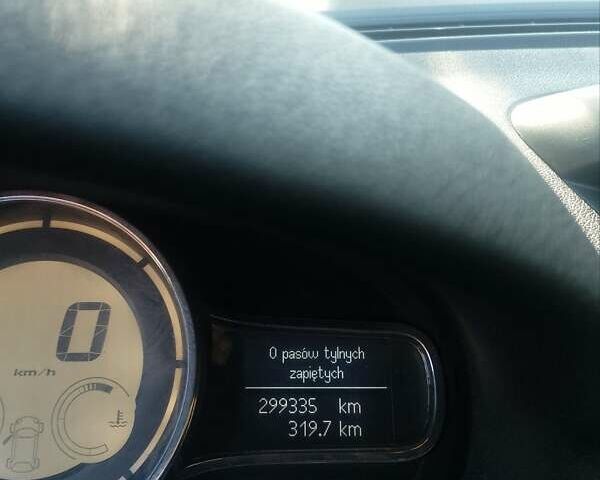 0 pasów tylnych
zapiętych
299335 km
319.7 km
0
km/h